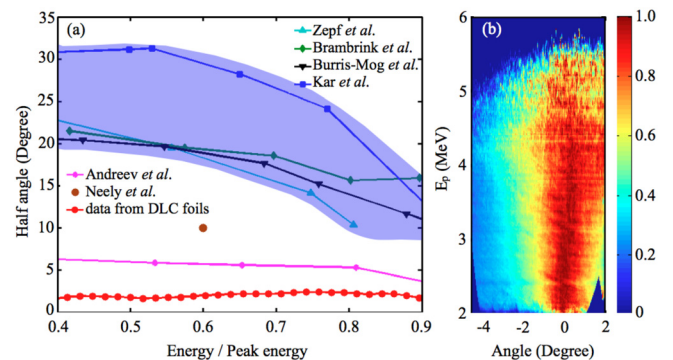 (a)
Zepf et al.
Brambrink et al.
Burris-Mog et al.
Kar et al.
Andreev et al.
Neely et al.
data from DLC foils
Half angle (Degree)
35
30
25
20
15
10
5
0
0.4 0.5 0.6 0.7 0.8 0.9
Energy / Peak energy
(b)
Ep (MeV)
6
5
4
3
2
-4 -2 0 2
Angle (Degree)
1.0
0.8
0.6
0.4
0.2
0